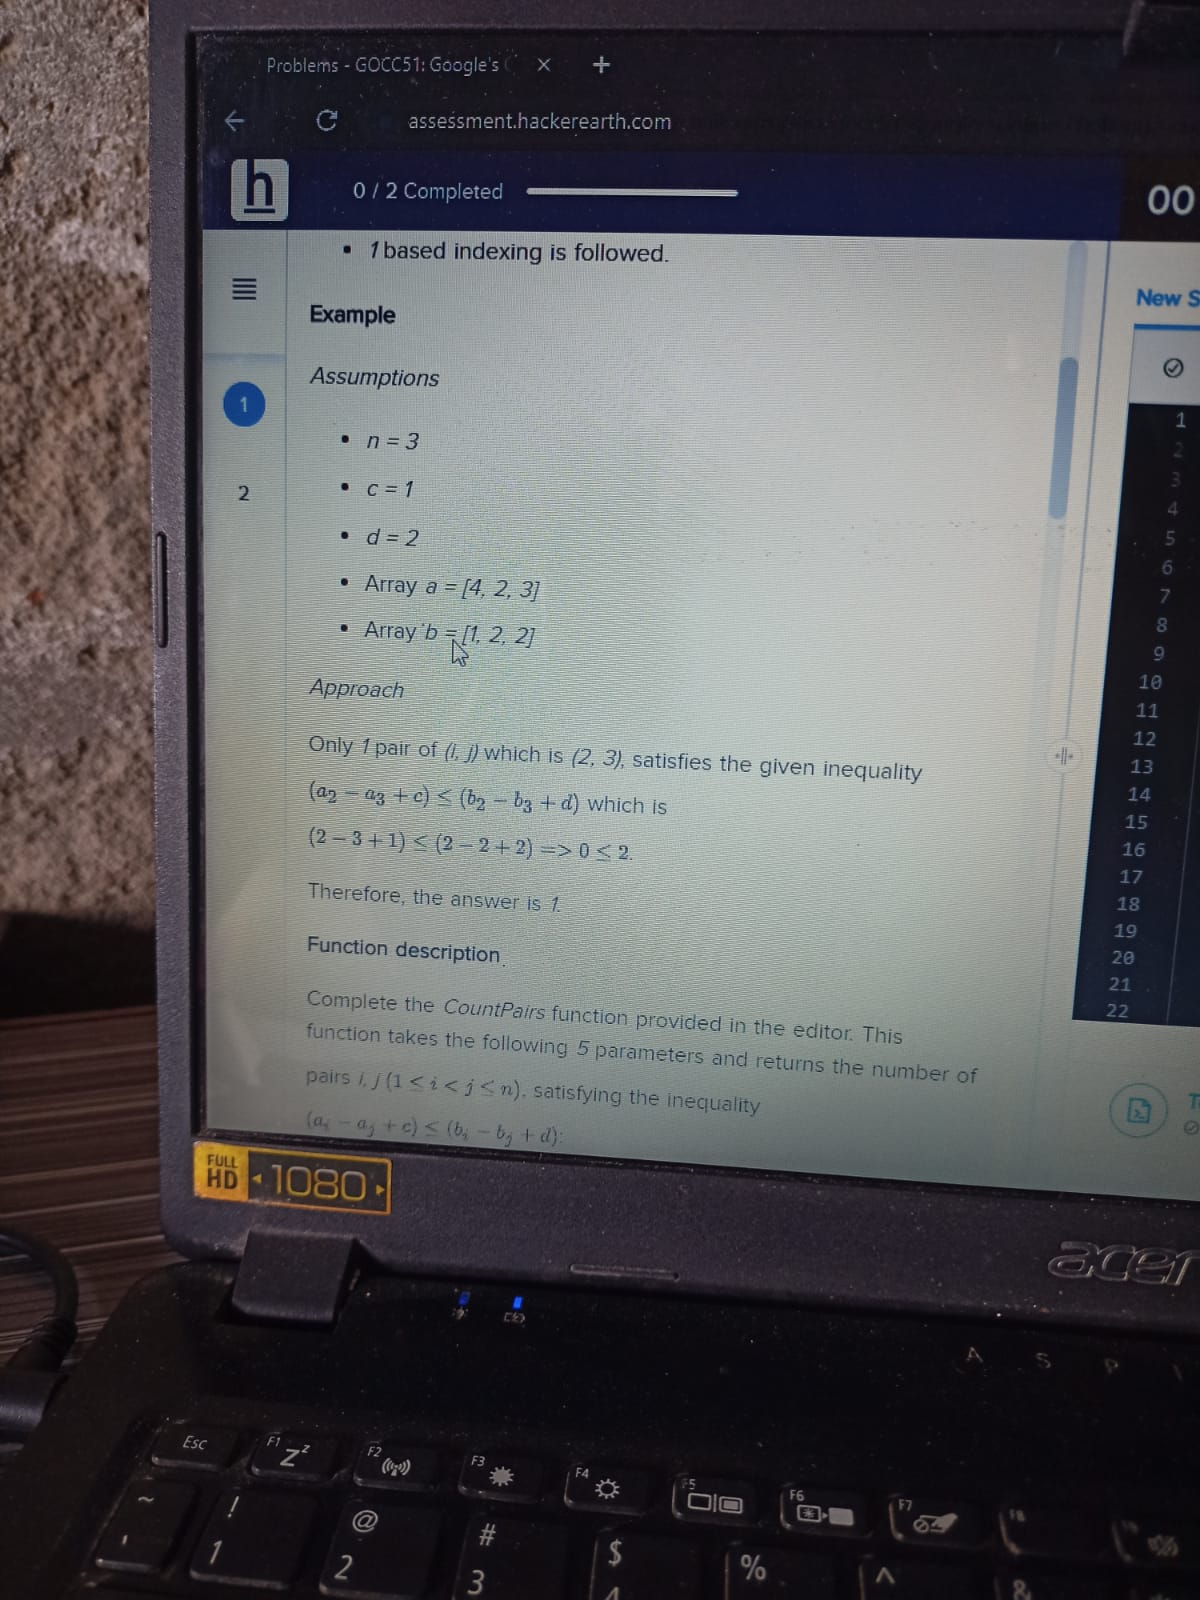 Problems - GOCC51: Google's
assessment.hackerearth.com
h
0 / 2 Completed
00
• 1 based indexing is followed.
Example
New S
Assumptions
1
• n = 3
2
• c = 1
• d = 2
• Array a = [4, 2, 3]
• Array b = [1, 2, 2]
Approach
Only 1 pair of (i, j) which is (2, 3), satisfies the given inequality
(a₂ − a₃ + c) ≤ (b₂ − b₃ + d) which is
(2 − 3 + 1) ≤ (2 − 2 + 2) => 0 ≤ 2.
Therefore, the answer is 1.
Function description
Complete the CountPairs function provided in the editor. This
function takes the following 5 parameters and returns the number of
pairs i, j (1 ≤ i < j ≤ n), satisfying the inequality
(aᵢ − aⱼ + c) ≤ (bᵢ − bⱼ + d):
1
2
3
4
5
6
7
8
9
10
11
12
13
14
15
16
17
18
19
20
21
22
FULL HD 1080
acer
A S P
Esc F1 Zz F2 F3 F4 F5 F6 F7 F8
~ ! @ # $ % ^ &
1 2 3